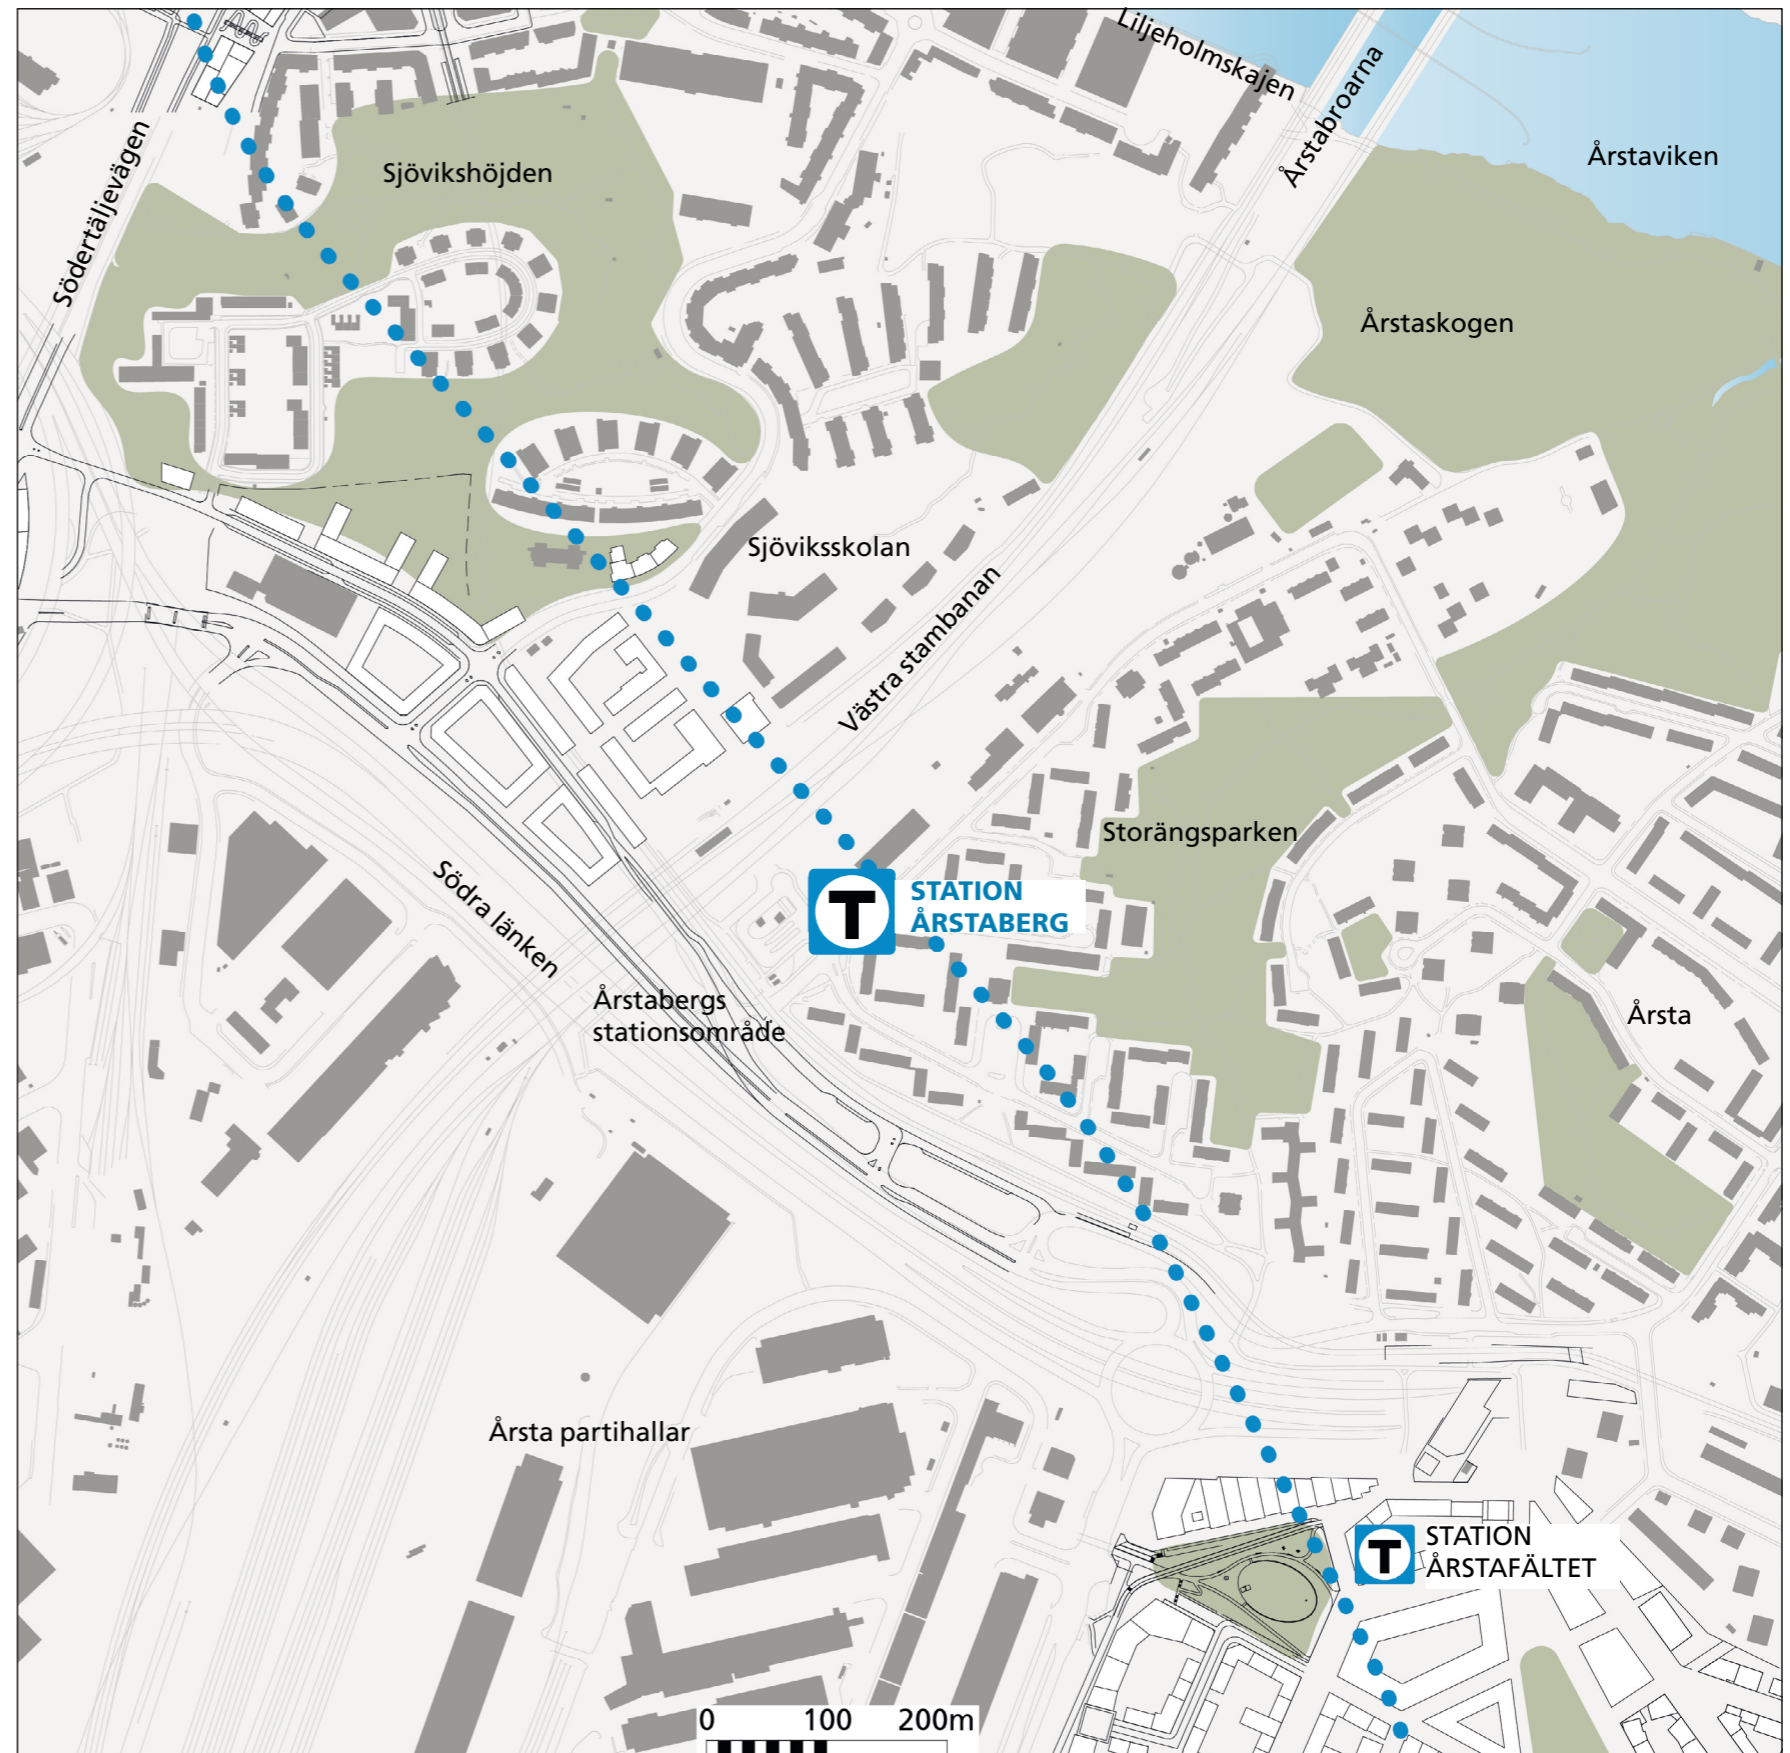 Liljeholmskajen
Årstabroarna
Årstaviken
Södertäljevägen
Sjövikshöjden
Årstaskogen
Sjöviksskolan
Västra stambanan
Storängsparken
Södra länken
T
STATION
ÅRSTABERG
Årstabergs
stationsområde
Årsta
Årsta partihallar
T
STATION
ÅRSTAFÄLTET
0 100 200m